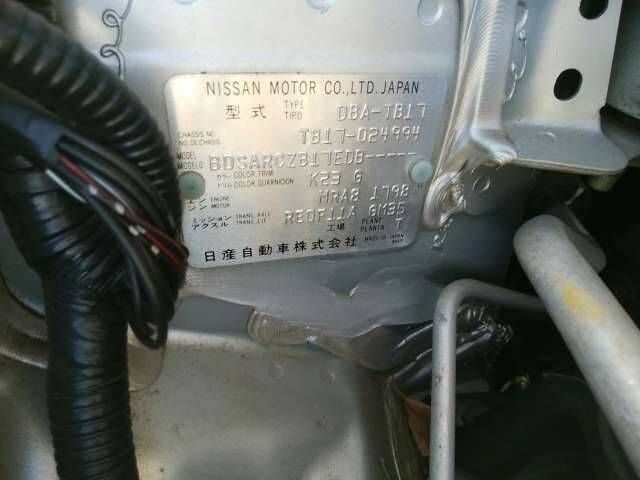 NISSAN MOTOR CO., LTD. JAPAN
型式 TYPE TIPO DBA-TB17
CHASSIS NO. NO. DE CHASIS TB17-024994
MODEL MODELO BDSARCZB17EDB-----
カラー COLOR, TRIM トリム COLOR, GUARNICION K23 G
エンジン ENGINE MOTOR MRA8 1798
ミッション アクスル TRANS. AXLE TRANS. EJE RE0F11A GM35
工場 PLANT PLANTA T
日産自動車株式会社 MADE IN JAPAN